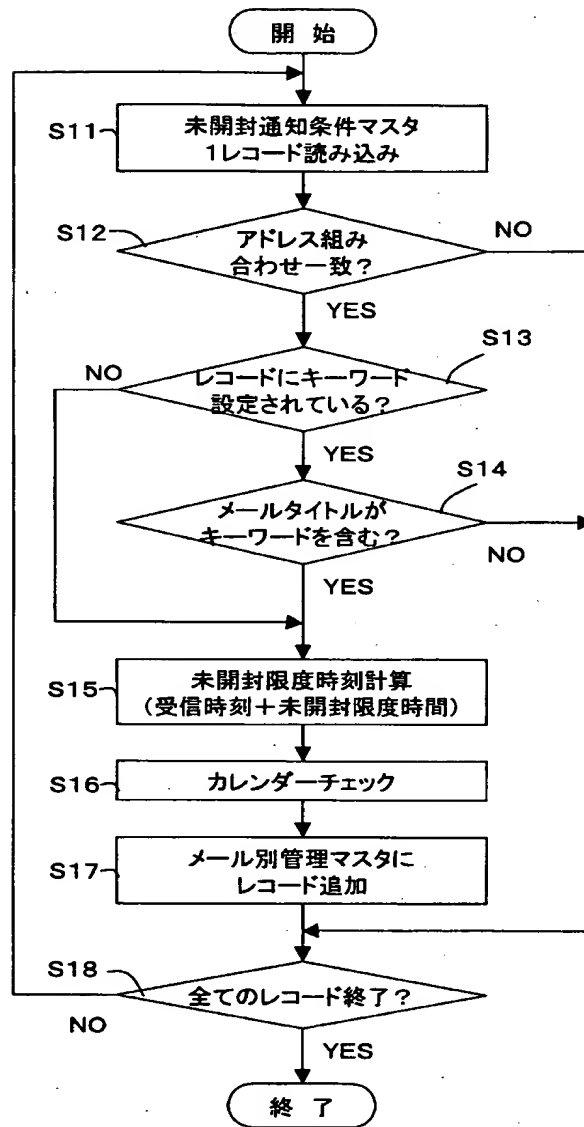 開 始
S11
未開封通知条件マスタ
1レコード読み込み
S12
アドレス組み
合わせ一致?
NO
YES
S13
NO
レコードにキーワード
設定されている?
YES
S14
メールタイトルが
キーワードを含む?
NO
YES
S15
未開封限度時刻計算
(受信時刻+未開封限度時間)
S16
カレンダーチェック
S17
メール別管理マスタに
レコード追加
S18
全てのレコード終了?
NO
YES
終 了